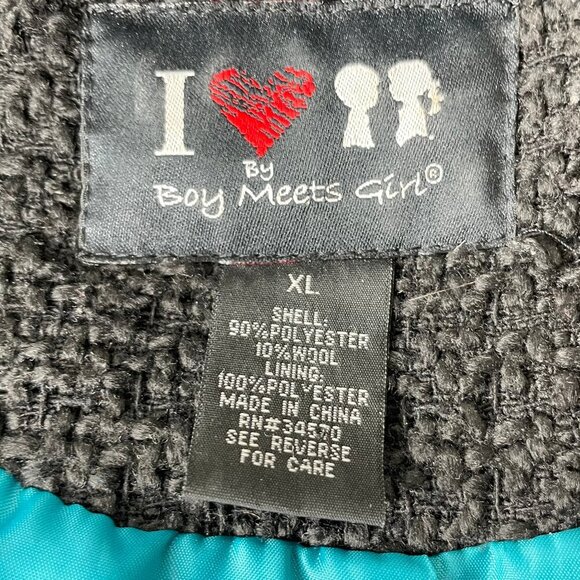 I
By
Boy Meets Girl®
XL
SHELL:
90%POLYESTER
10%WOOL
LINING:
100%POLYESTER
MADE IN CHINA
RN#34570
SEE REVERSE
FOR CARE